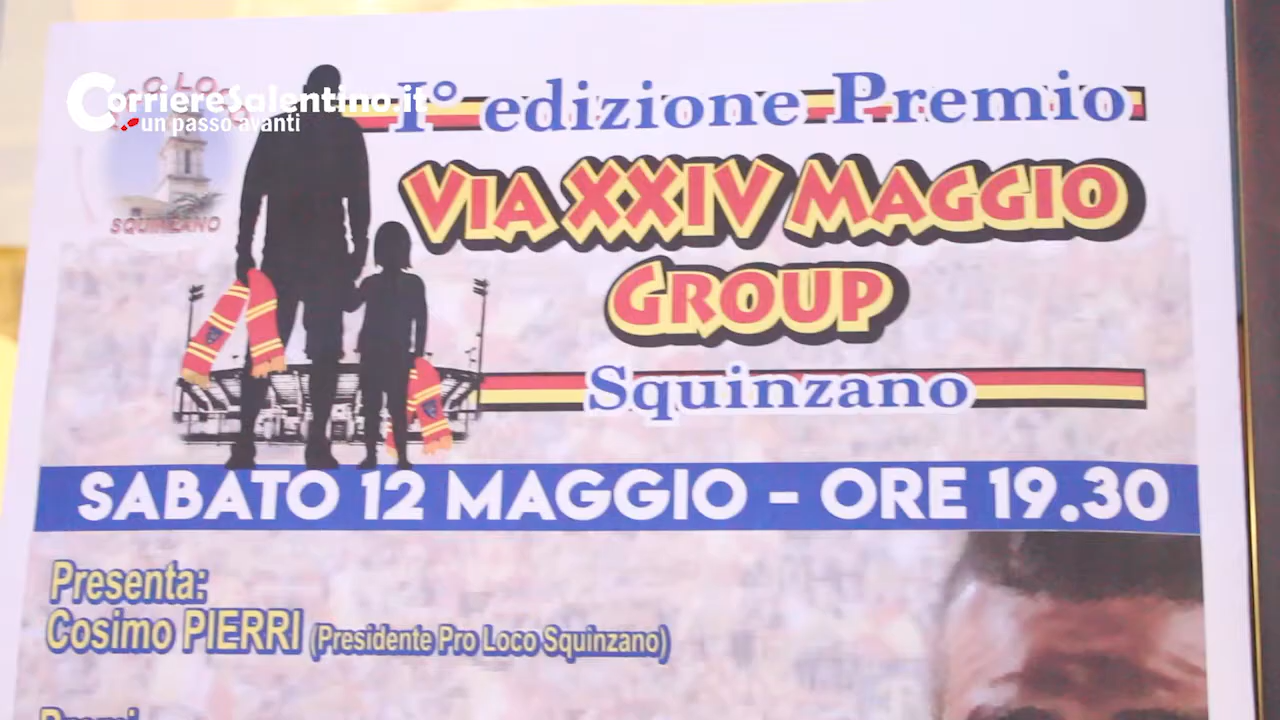 CorriereSalentino.it
un passo avanti
I° edizione Premio
VIA XXIV MAGGIO
GROUP
SQUINZANO
Squinzano
SABATO 12 MAGGIO - ORE 19.30
Presenta:
Cosimo PIERRI (Presidente Pro Loco Squinzano)